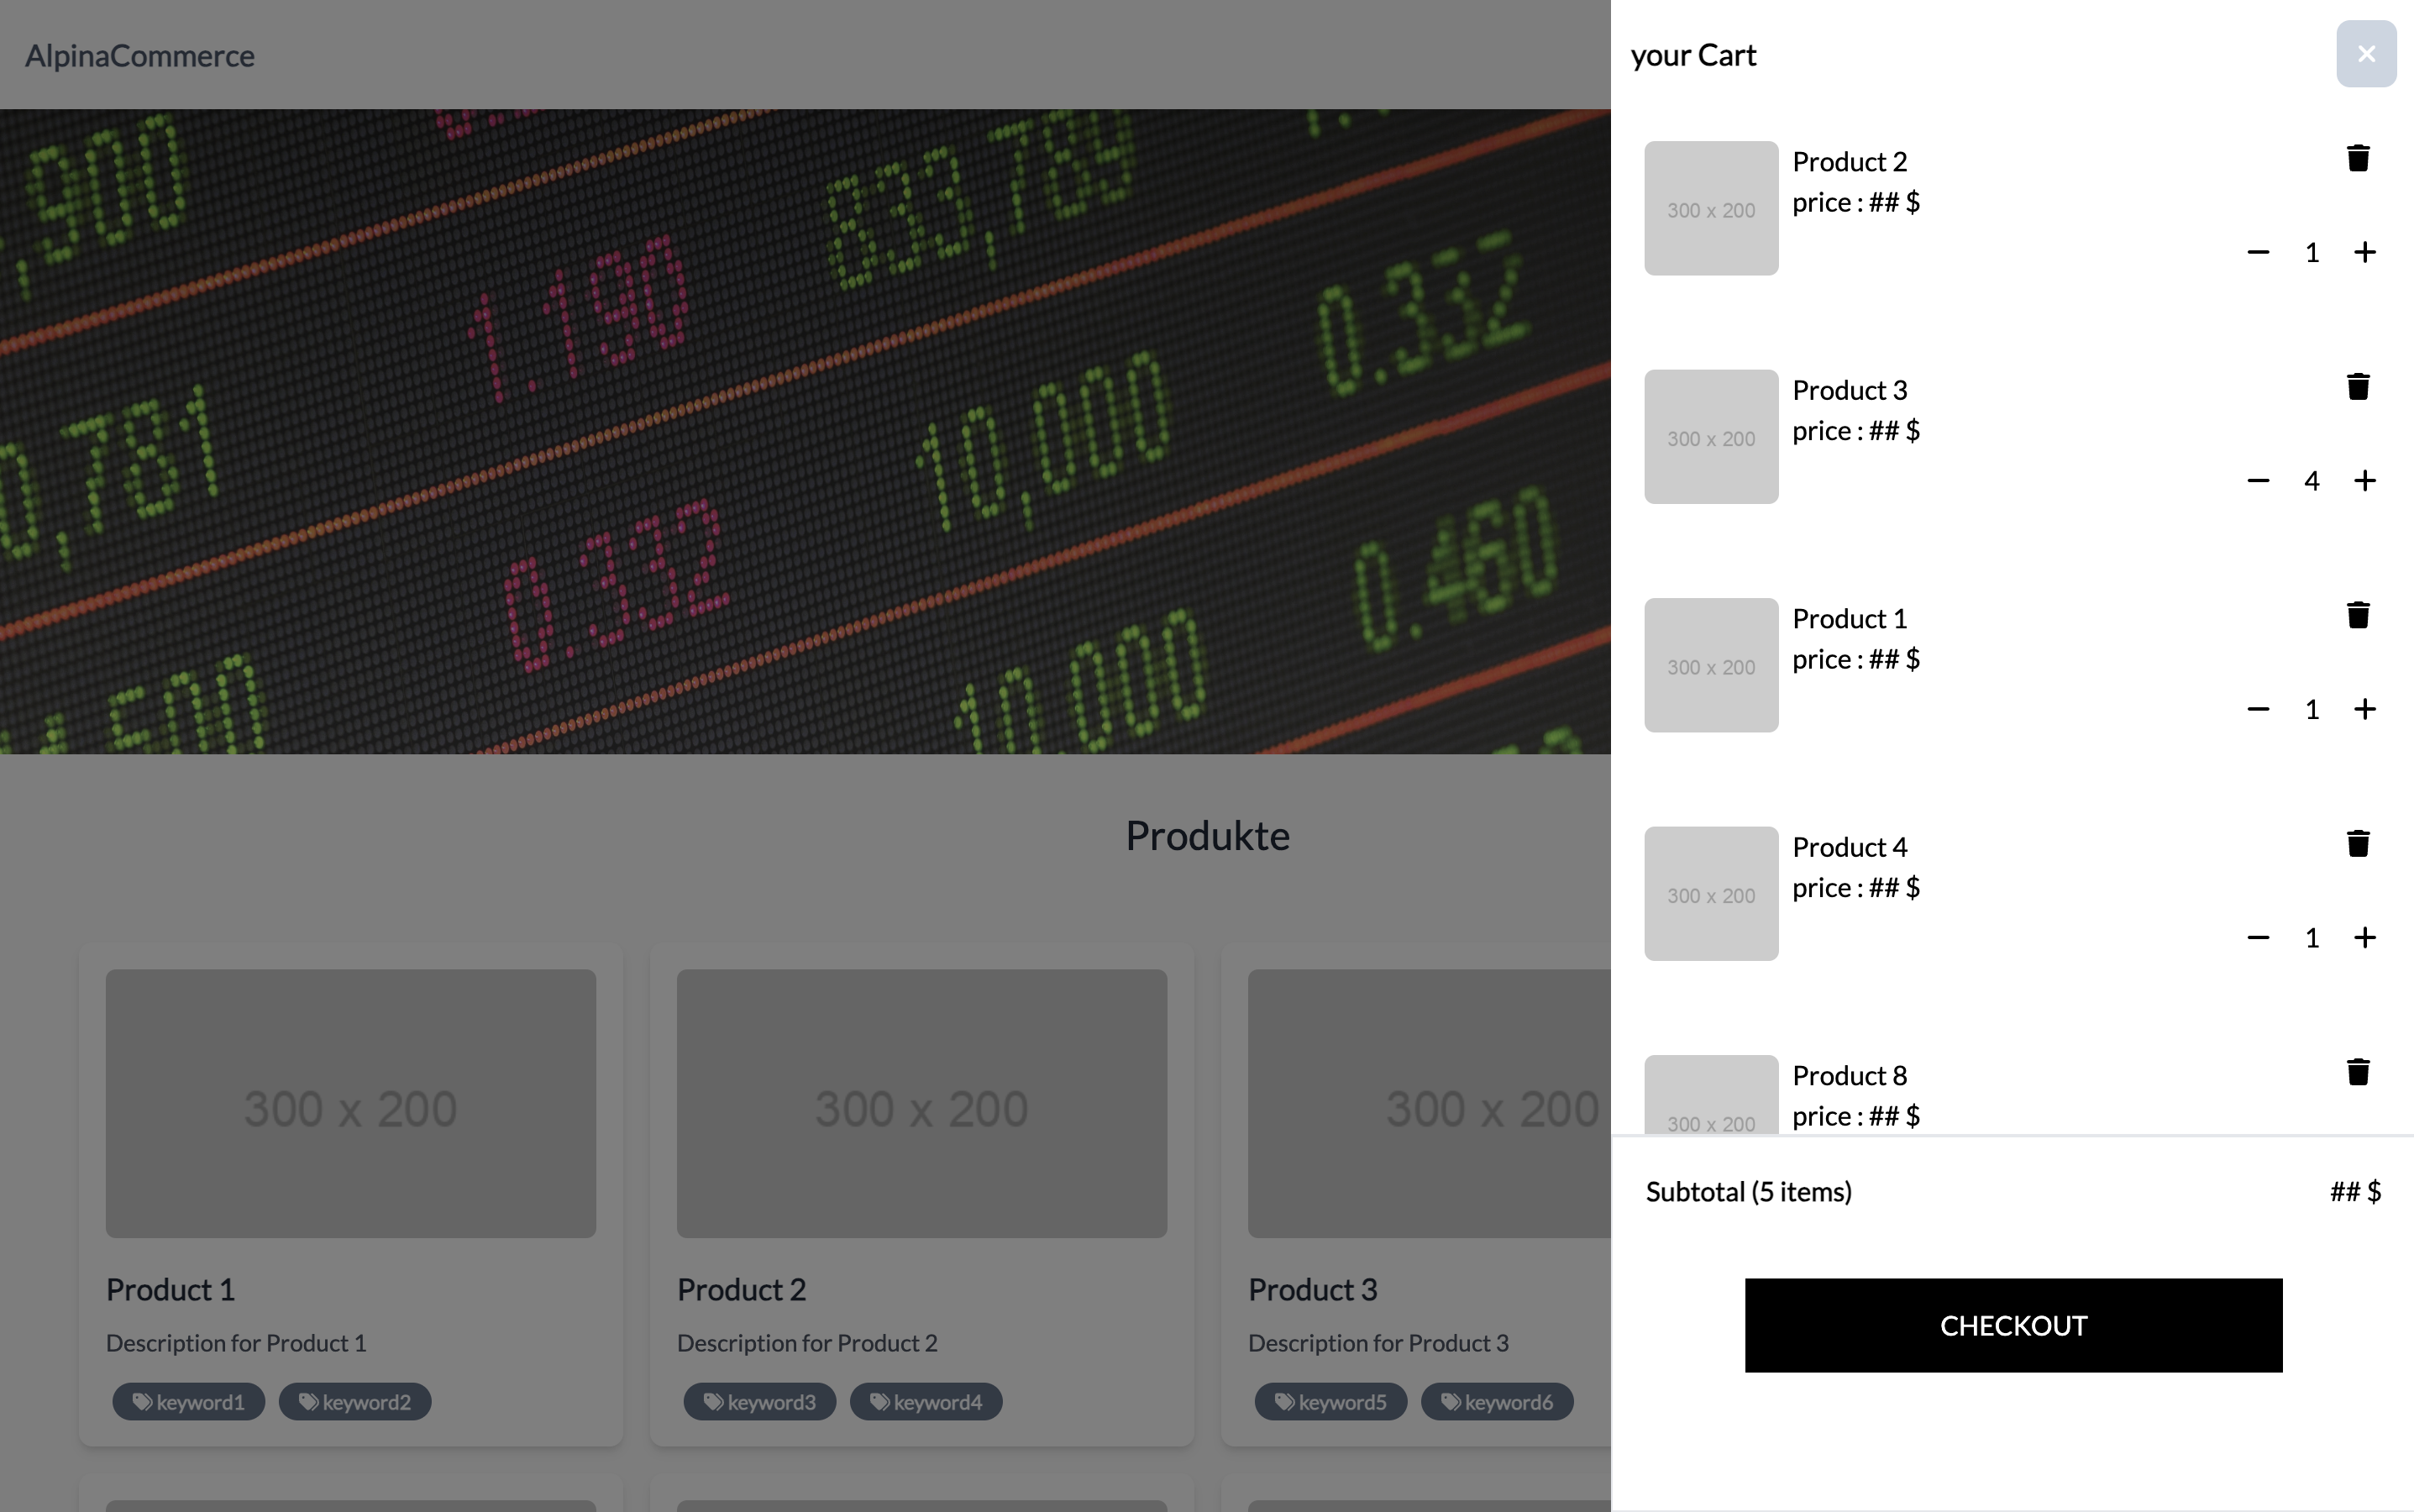 AlpinaCommerce
,900
1.190
833,789
0.332
0,781
10,000
0.332
0.460
10,000
Produkte
300 x 200
300 x 200
300 x 200
Product 1
Product 2
Product 3
Description for Product 1
Description for Product 2
Description for Product 3
keyword1
keyword2
keyword3
keyword4
keyword5
keyword6
your Cart
300 x 200
Product 2
price : ## $
1
300 x 200
Product 3
price : ## $
4
300 x 200
Product 1
price : ## $
1
300 x 200
Product 4
price : ## $
1
300 x 200
Product 8
price : ## $
Subtotal (5 items)
## $
CHECKOUT